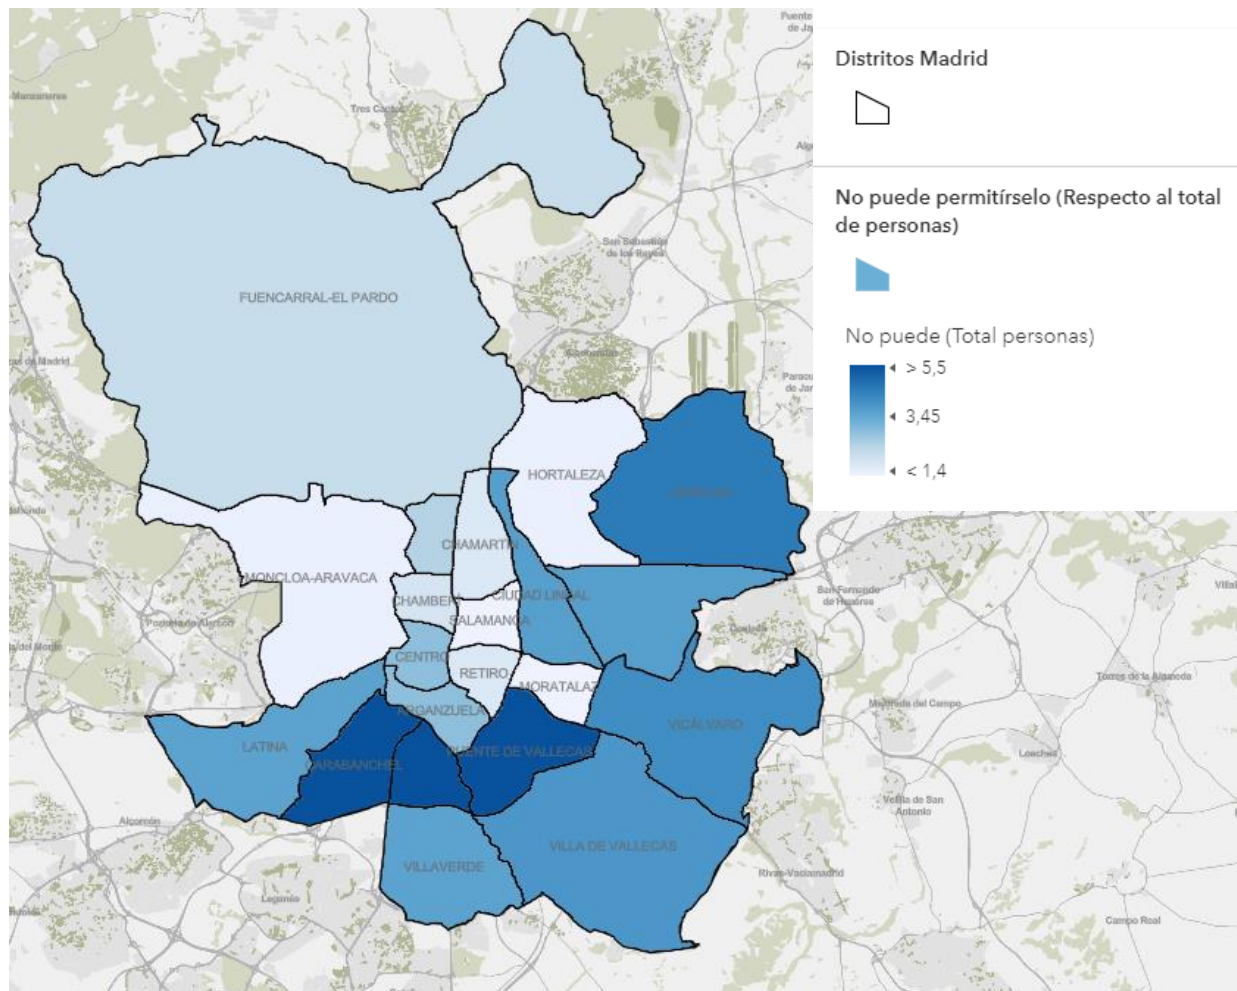 Distritos Madrid
No puede permitírselo (Respecto al total
de personas)
No puede (Total personas)
> 5,5
3,45
< 1,4
Manzanares
Tres Cantos
San Sebastián
de los Reyes
Alcobendas
FUENCARRAL-EL PARDO
HORTALEZA
CHAMARTÍN
MONCLOA-ARAVACA
CHAMBERÍ
CIUDAD LINEAL
SALAMANCA
San Fernando
de Henares
Pozuelo de Alarcón
Coslada
CENTRO
RETIRO
MORATALAZ
Torres de la Alameda
ARGANZUELA
Mejorada del Campo
VICÁLVARO
LATINA
PUENTE DE VALLECAS
Loeches
CARABANCHEL
Velilla de San
Antonio
Alcorcón
VILLA DE VALLECAS
VILLAVERDE
Rivas-Vaciamadrid
Leganés
Campo Real